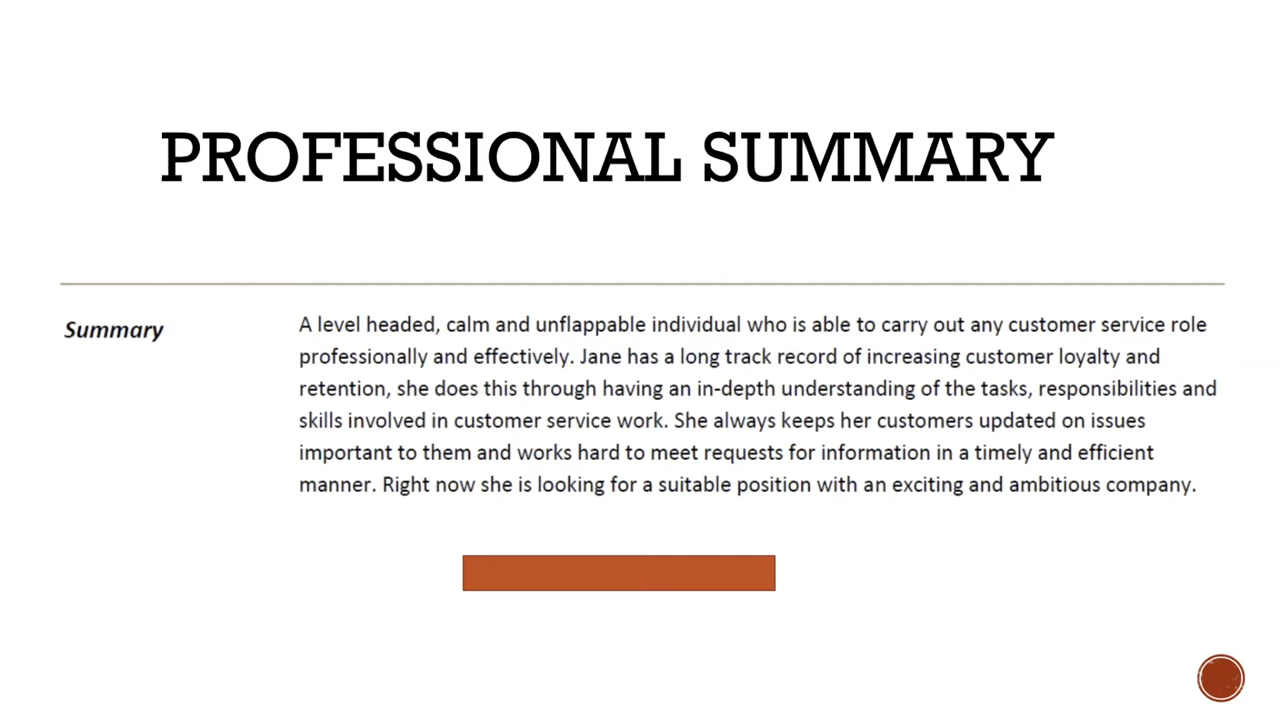 PROFESSIONAL SUMMARY
Summary
A level headed, calm and unflappable individual who is able to carry out any customer service role
professionally and effectively. Jane has a long track record of increasing customer loyalty and
retention, she does this through having an in-depth understanding of the tasks, responsibilities and
skills involved in customer service work. She always keeps her customers updated on issues
important to them and works hard to meet requests for information in a timely and efficient
manner. Right now she is looking for a suitable position with an exciting and ambitious company.